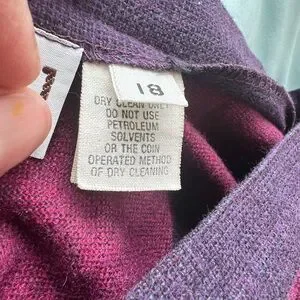 18
DRY CLEAN ONLY
DO NOT USE
PETROLEUM
SOLVENTS
OR THE COIN
OPERATED METHOD
OF DRY CLEANING